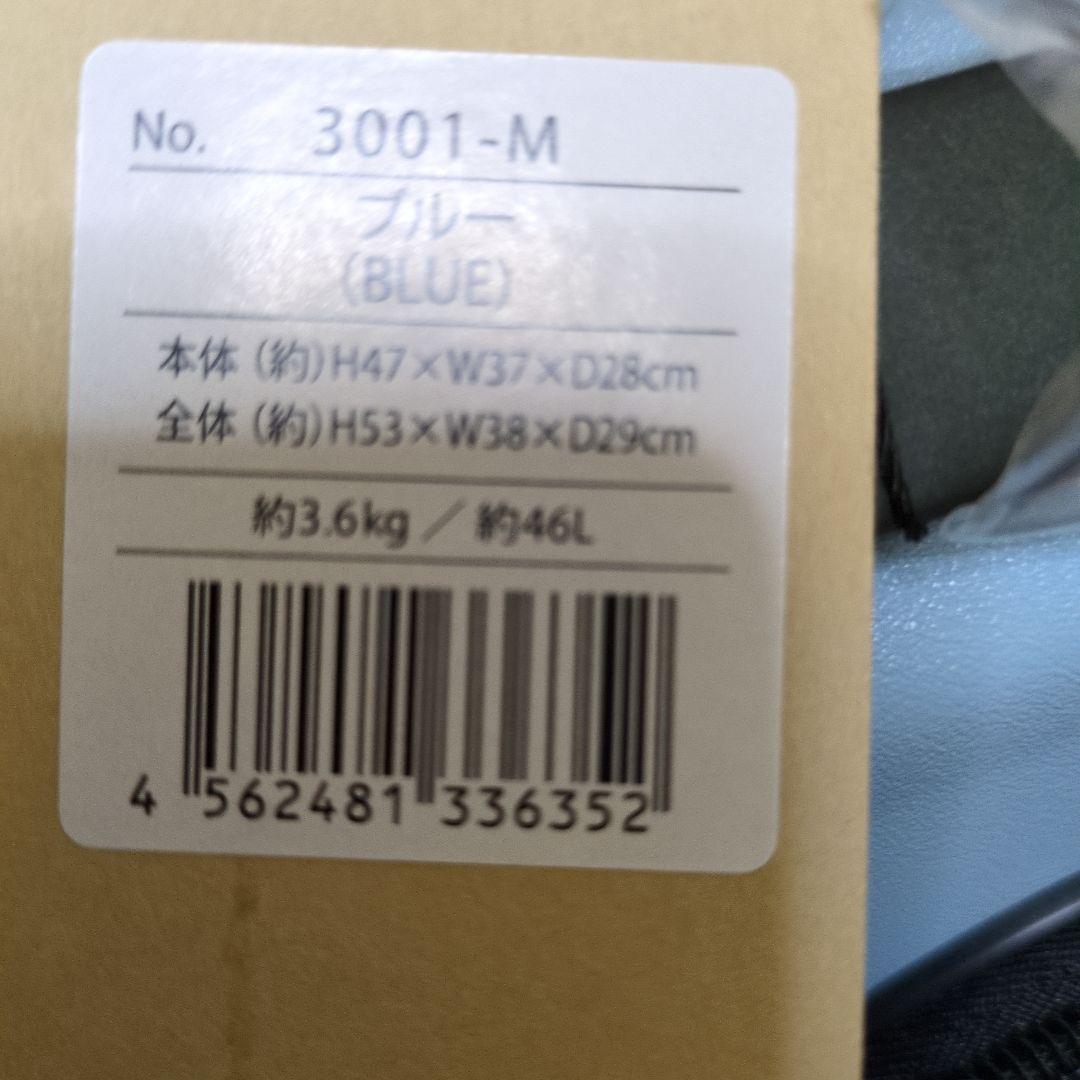 No. 3001-M
ブルー
(BLUE)
本体（約）H47×W37×D28cm
全体（約）H53×W38×D29cm
約3.6kg ／ 約46L
4 562481 336352